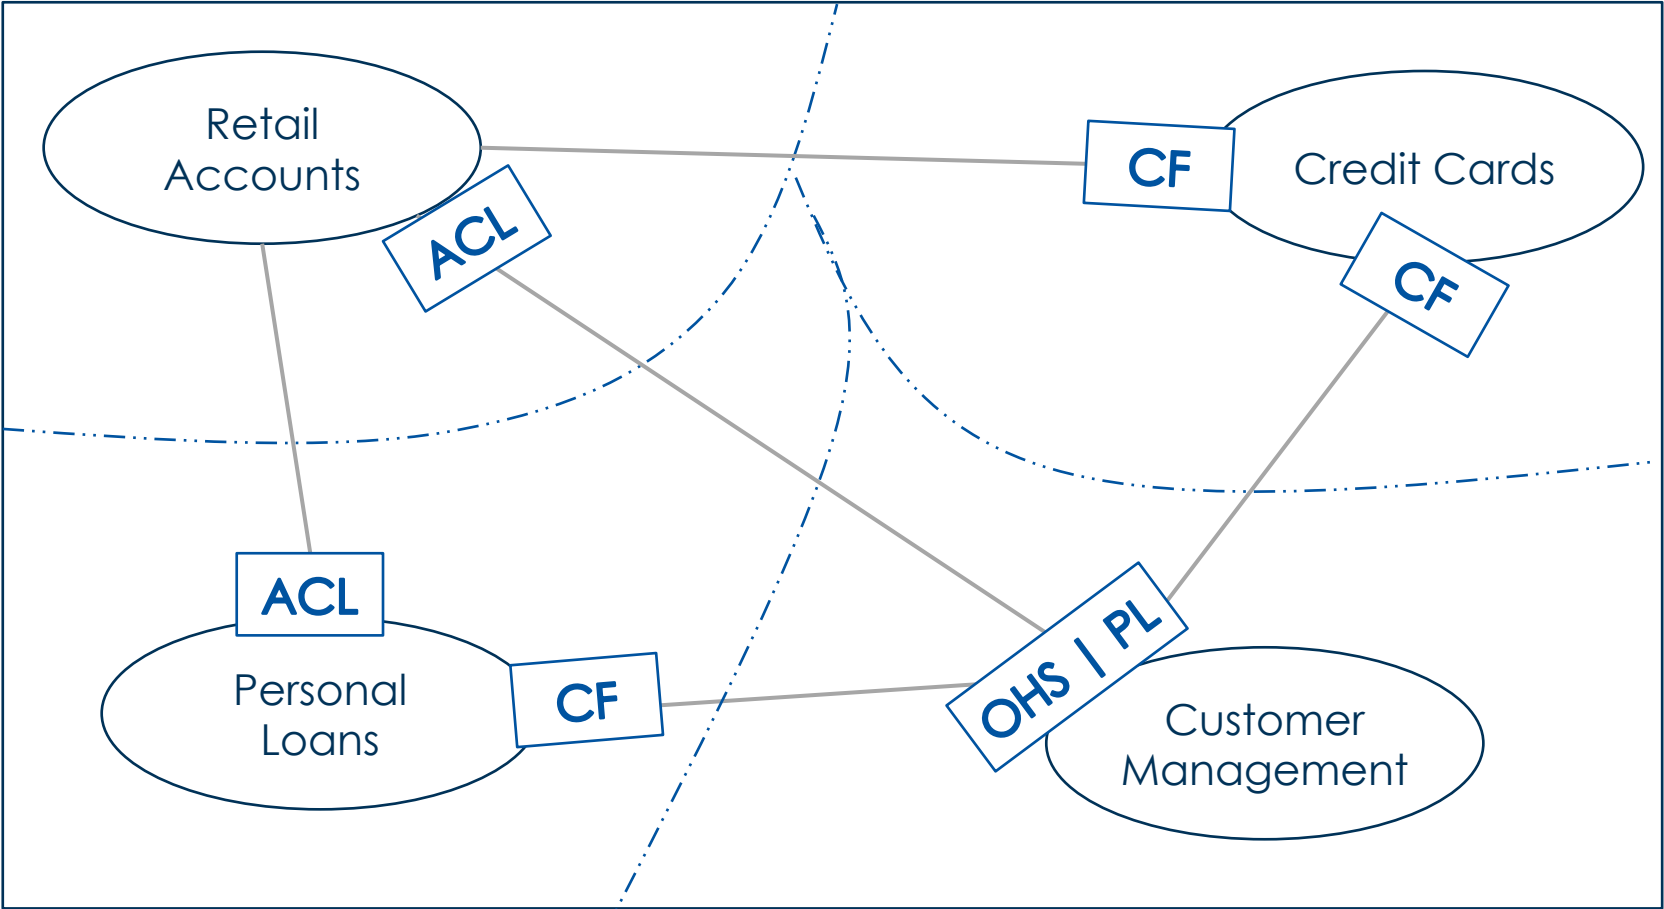 Retail
Accounts
CF
Credit Cards
ACL
CF
ACL
Personal
Loans
CF
OHS | PL
Customer
Management